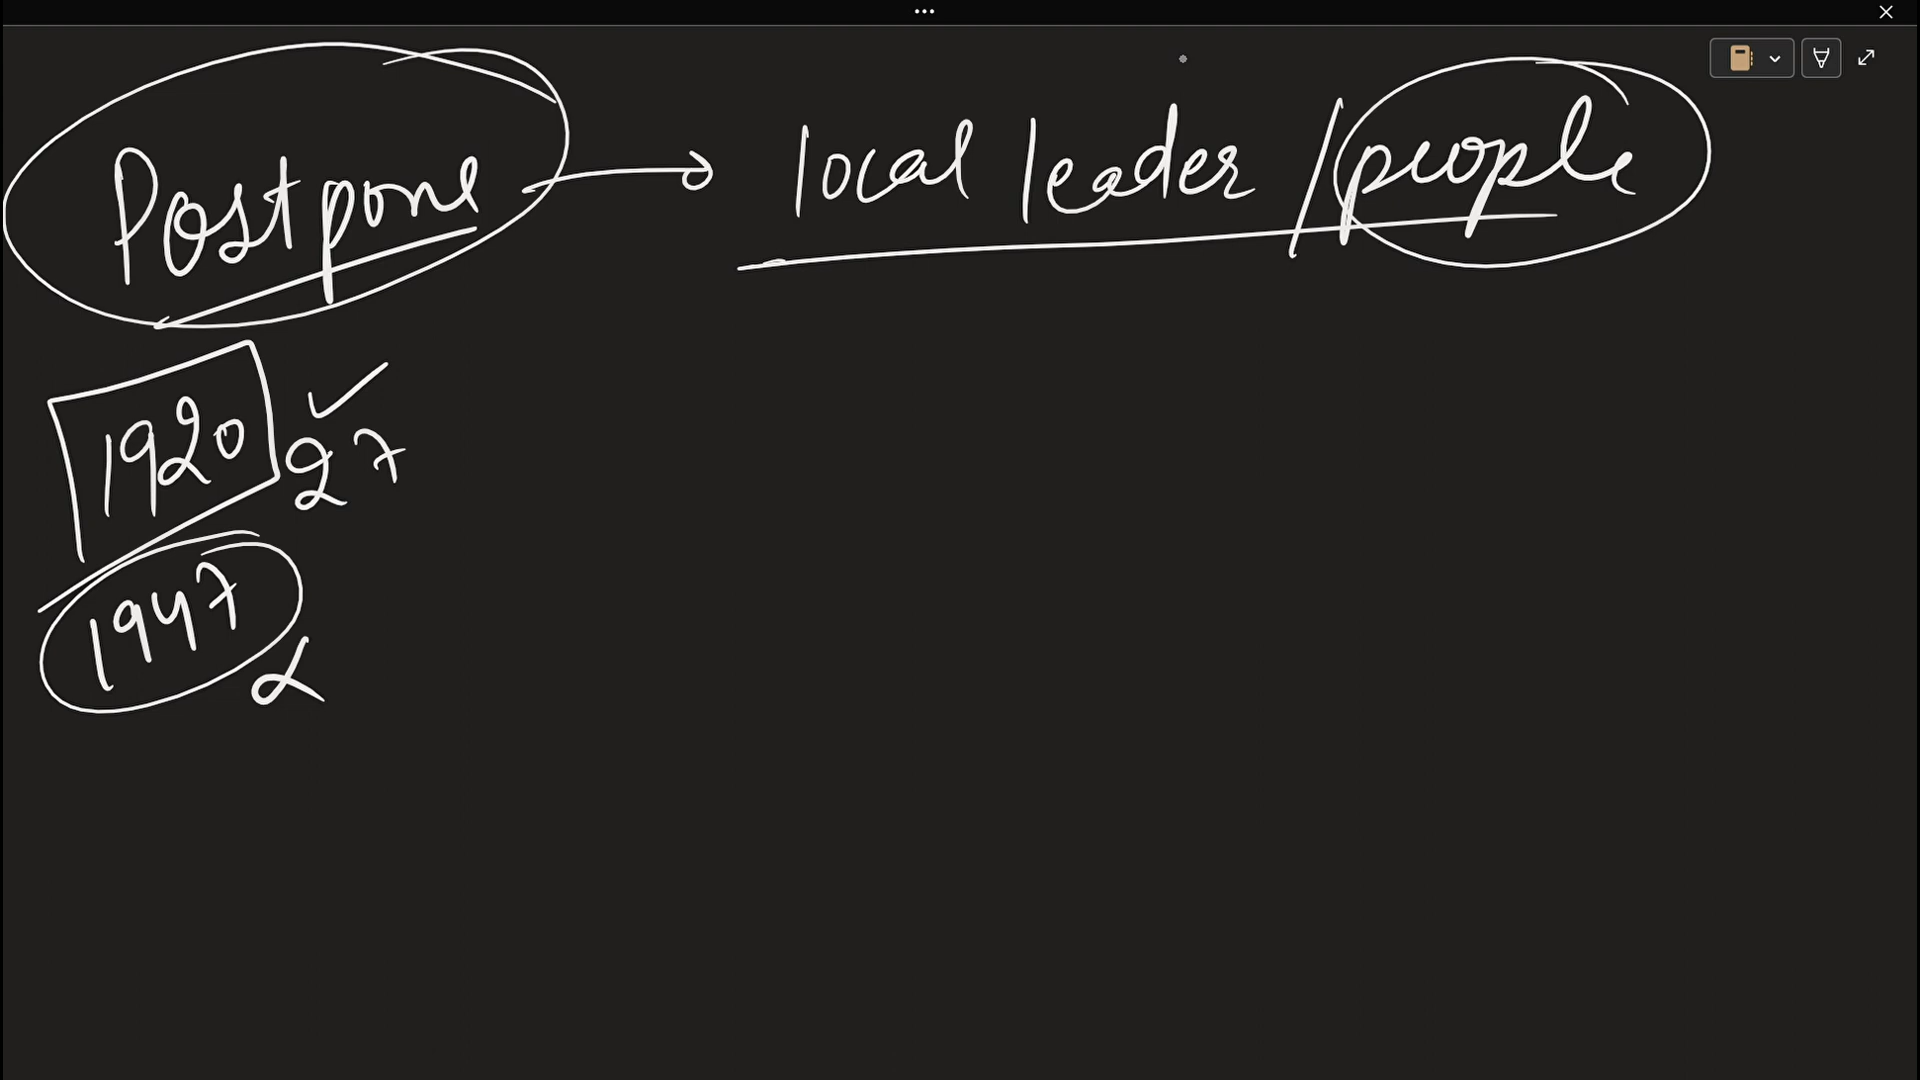 Postpone → local leader / people
1920 ✓
27
1947